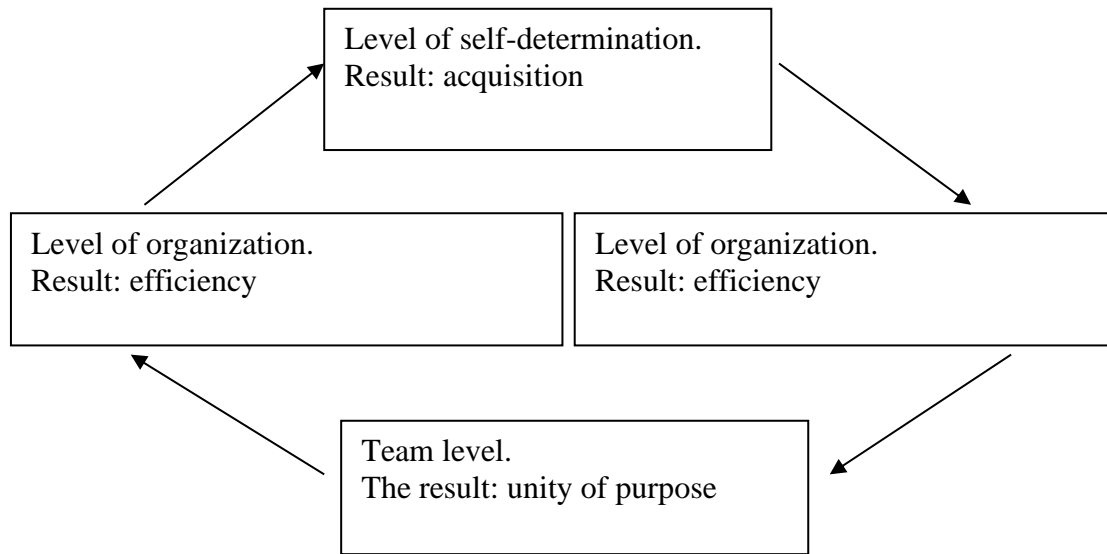 Level of self-determination.
Result: acquisition
Level of organization.
Result: efficiency
Level of organization.
Result: efficiency
Team level.
The result: unity of purpose